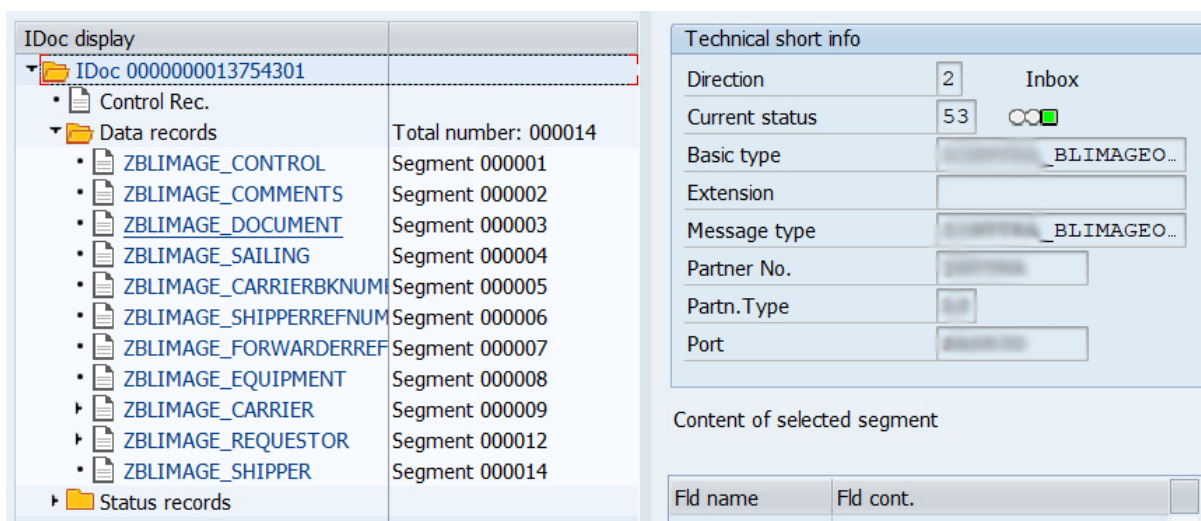 IDoc display
IDoc 0000000013754301
Control Rec.
Data records Total number: 000014
ZBLIMAGE_CONTROL Segment 000001
ZBLIMAGE_COMMENTS Segment 000002
ZBLIMAGE_DOCUMENT Segment 000003
ZBLIMAGE_SAILING Segment 000004
ZBLIMAGE_CARRIERBKNUME Segment 000005
ZBLIMAGE_SHIPPERREFNUM Segment 000006
ZBLIMAGE_FORWARDERREF Segment 000007
ZBLIMAGE_EQUIPMENT Segment 000008
ZBLIMAGE_CARRIER Segment 000009
ZBLIMAGE_REQUESTOR Segment 000012
ZBLIMAGE_SHIPPER Segment 000014
Status records
Technical short info
Direction 2 Inbox
Current status 53
Basic type _BLIMAGEO…
Extension
Message type _BLIMAGEO…
Partner No.
Partn.Type
Port
Content of selected segment
Fld name Fld cont.